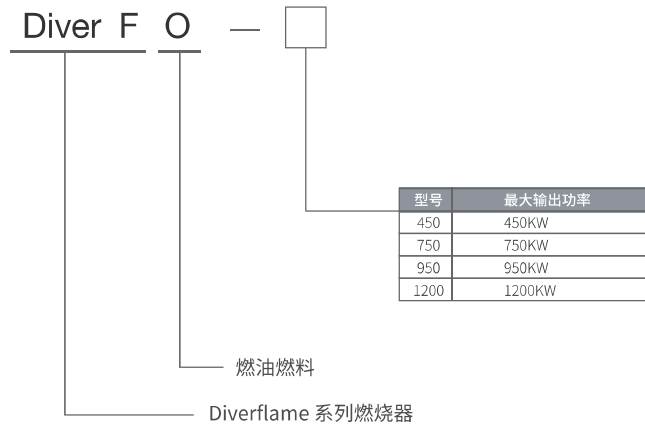 Diver F O —
型号 最大输出功率
450 450KW
750 750KW
950 950KW
1200 1200KW
燃油燃料
Diverflame 系列燃烧器